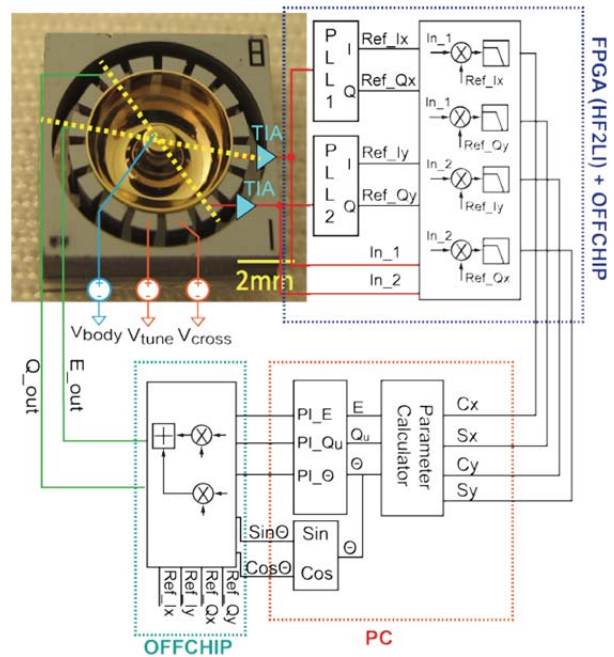 TIA
TIA
2mm
Vbody
Vtune
Vcross
Q_out
E_out
PLL1
I
Q
Ref_Ix
Ref_Qx
PLL2
I
Q
Ref_Iy
Ref_Qy
In_1
In_2
In_1
Ref_Ix
In_1
Ref_Qy
In_2
Ref_Iy
In_2
Ref_Qx
FPGA (HF2LI) + OFFCHIP
PI_E
PI_Qu
PI_Θ
E
Qu
Θ
Parameter
Calculator
Cx
Sx
Cy
Sy
SinΘ
CosΘ
Sin
Cos
Θ
Ref_Ix
Ref_Iy
Ref_Qx
Ref_Qy
OFFCHIP
PC